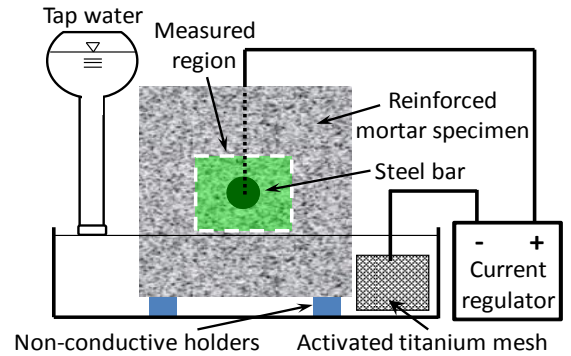 Tap water
Measured
region
Reinforced
mortar specimen
Steel bar
- +
Current
regulator
Non-conductive holders
Activated titanium mesh